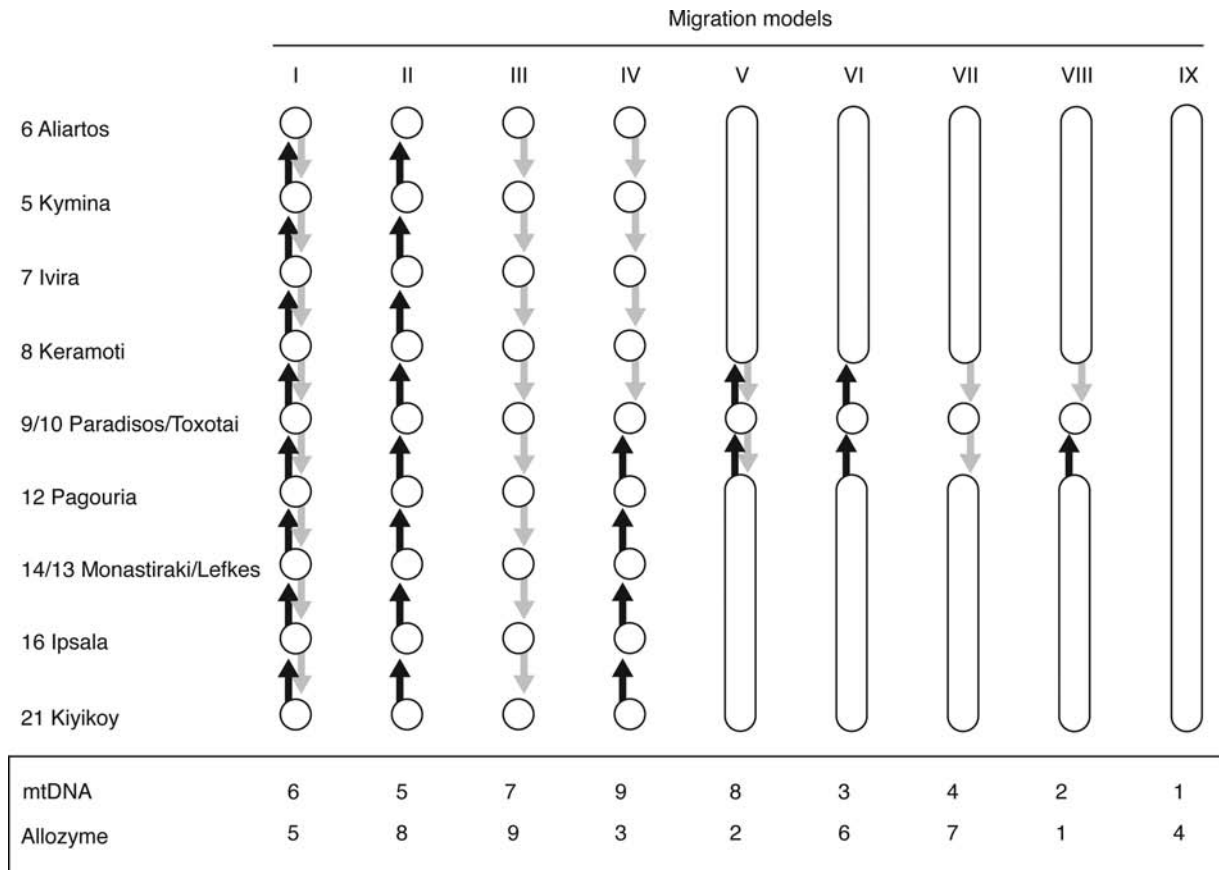 Migration models
I II III IV V VI VII VIII IX
6 Aliartos
5 Kymina
7 Ivira
8 Keramoti
9/10 Paradisos/Toxotai
12 Pagouria
14/13 Monastiraki/Lefkes
16 Ipsala
21 Kiyikoy
mtDNA 6 5 7 9 8 3 4 2 1
Allozyme 5 8 9 3 2 6 7 1 4